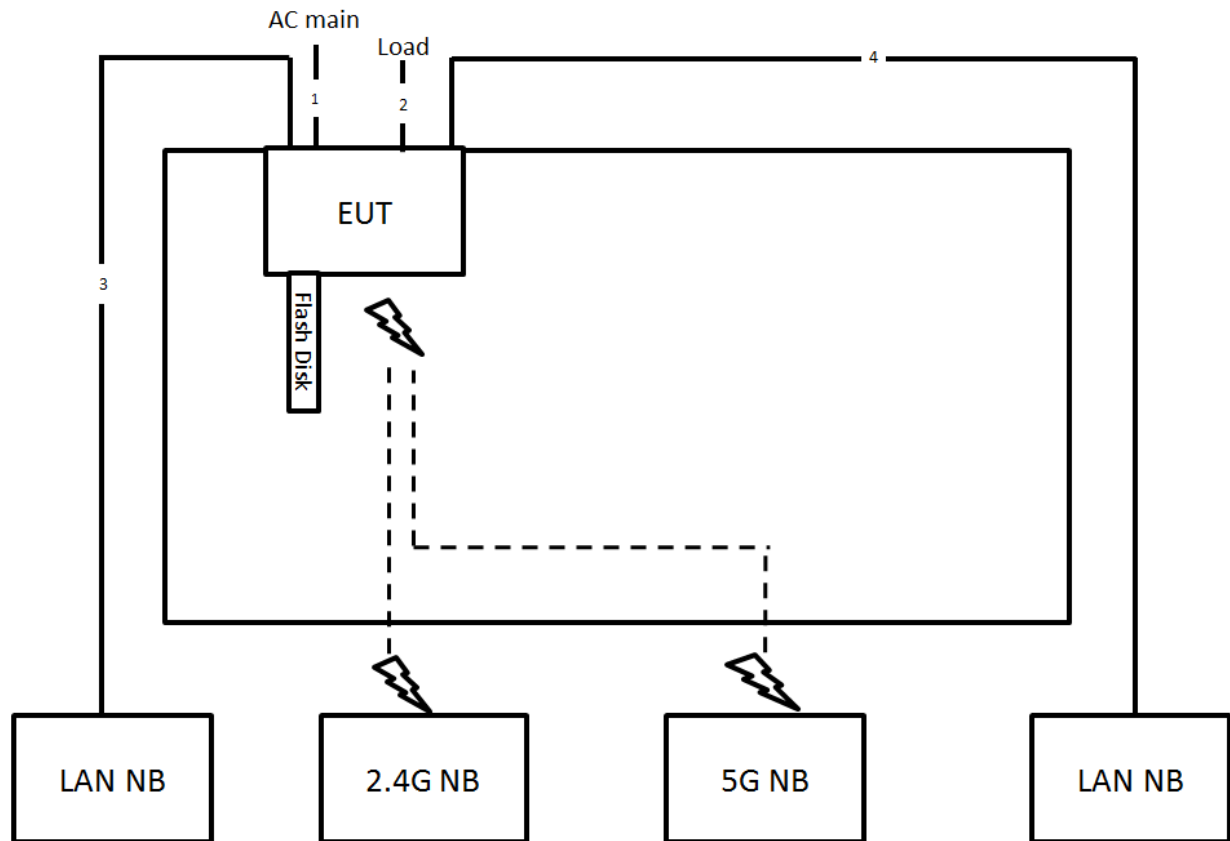 AC main
Load
1
2
4
EUT
3
Flash Disk
LAN NB
2.4G NB
5G NB
LAN NB